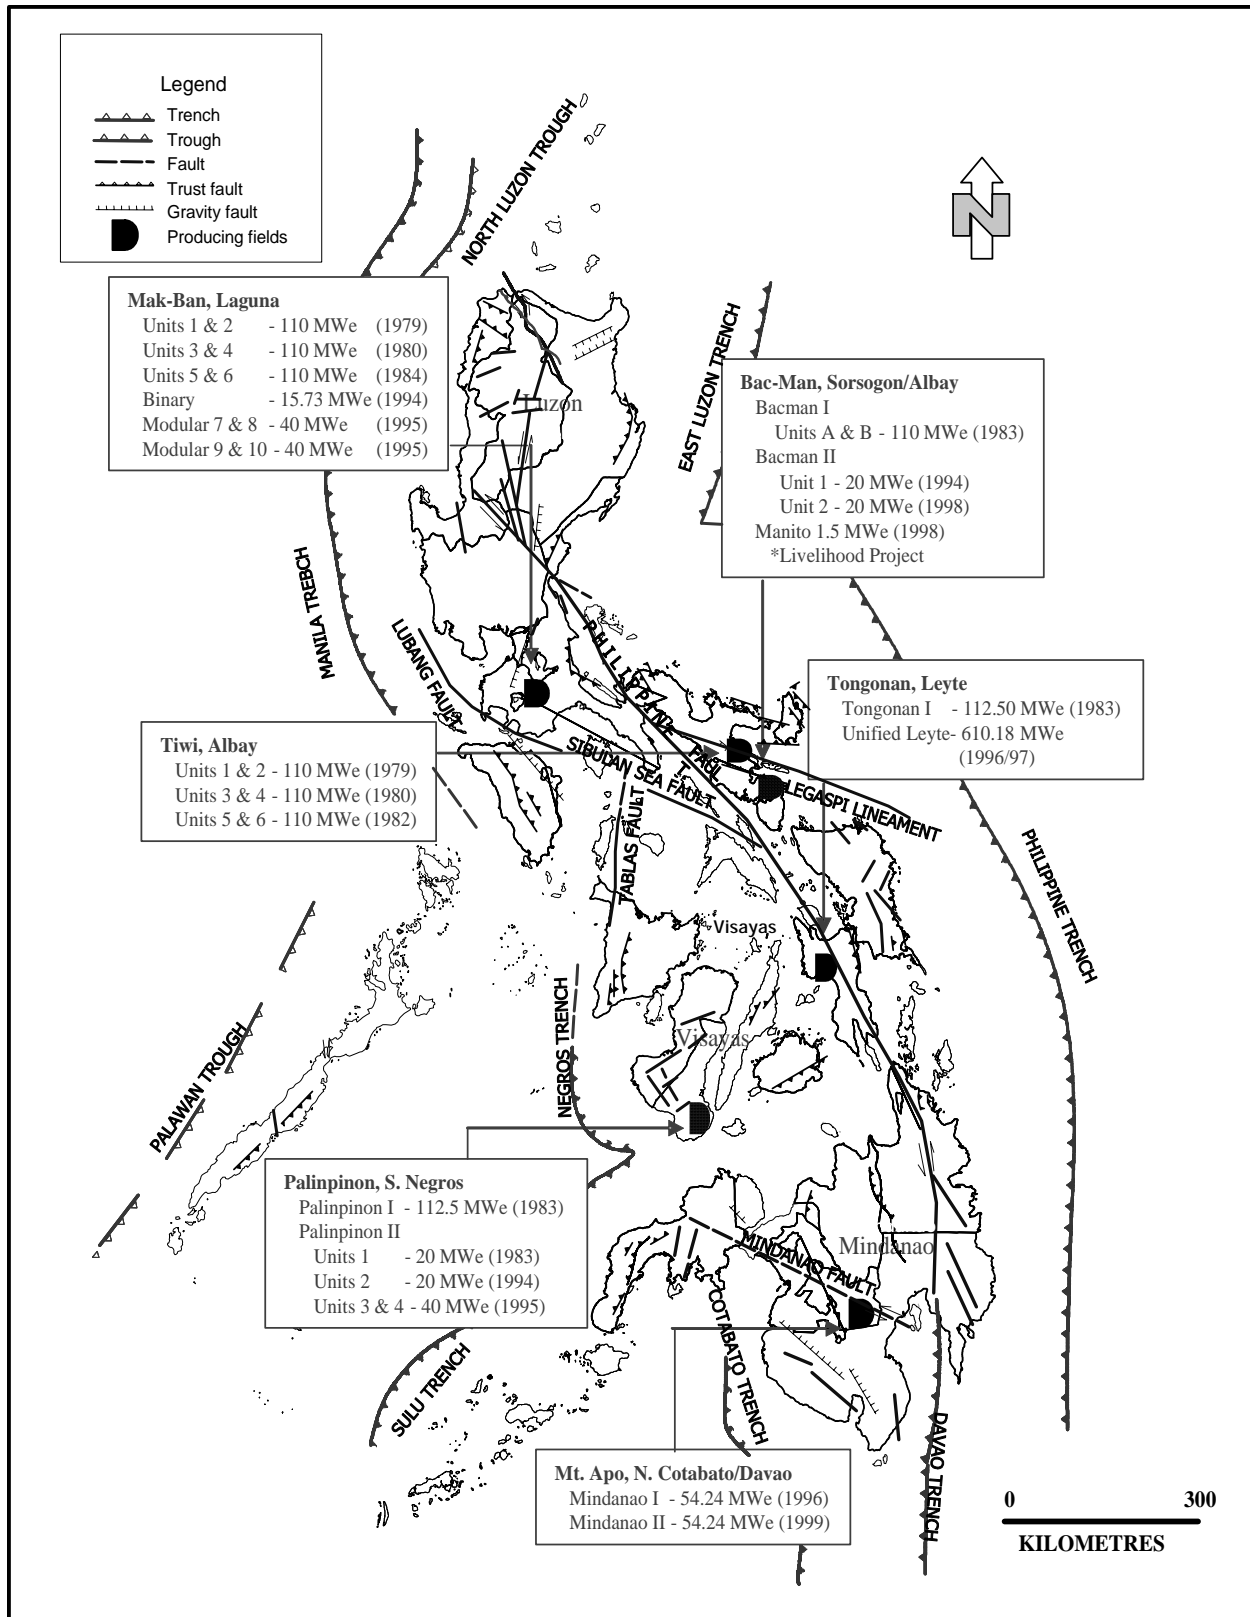 Legend
Trench
Trough
Fault
Trust fault
Gravity fault
Producing fields
NORTH LUZON TROUGH
N
Mak-Ban, Laguna
Units 1 & 2 - 110 MWe (1979)
Units 3 & 4 - 110 MWe (1980)
Units 5 & 6 - 110 MWe (1984)
Binary - 15.73 MWe (1994)
Modular 7 & 8 - 40 MWe (1995)
Modular 9 & 10 - 40 MWe (1995)
Luzon
EAST LUZON TRENCH
Bac-Man, Sorsogon/Albay
Bacman I
Units A & B - 110 MWe (1983)
Bacman II
Unit 1 - 20 MWe (1994)
Unit 2 - 20 MWe (1998)
Manito 1.5 MWe (1998)
*Livelihood Project
MANILA TREBCH
LUBANG FAULT
PHILIPPINE FAUL T
Tongonan, Leyte
Tongonan I - 112.50 MWe (1983)
Unified Leyte- 610.18 MWe
(1996/97)
Tiwi, Albay
Units 1 & 2 - 110 MWe (1979)
Units 3 & 4 - 110 MWe (1980)
Units 5 & 6 - 110 MWe (1982)
SIBULAN SEA FAULT
LEGASPI LINEAMENT
TABLAS FAULT
PHILIPPINE TRENCH
Visayas
NEGROS TRENCH
Visayas
PALAWAN TROUGH
Palinpinon, S. Negros
Palinpinon I - 112.5 MWe (1983)
Palinpinon II
Units 1 - 20 MWe (1983)
Units 2 - 20 MWe (1994)
Units 3 & 4 - 40 MWe (1995)
Mindanao
MINDANAO FAULT
COTABATO TRENCH
SULU TRENCH
DAVAO TRENCH
Mt. Apo, N. Cotabato/Davao
Mindanao I - 54.24 MWe (1996)
Mindanao II - 54.24 MWe (1999)
0 300
KILOMETRES